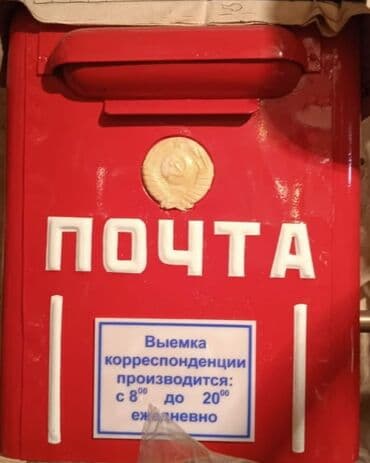 ПОЧТА
Выемка
корреспонденции
производится:
с 8⁰⁰ до 20⁰⁰
ежедневно